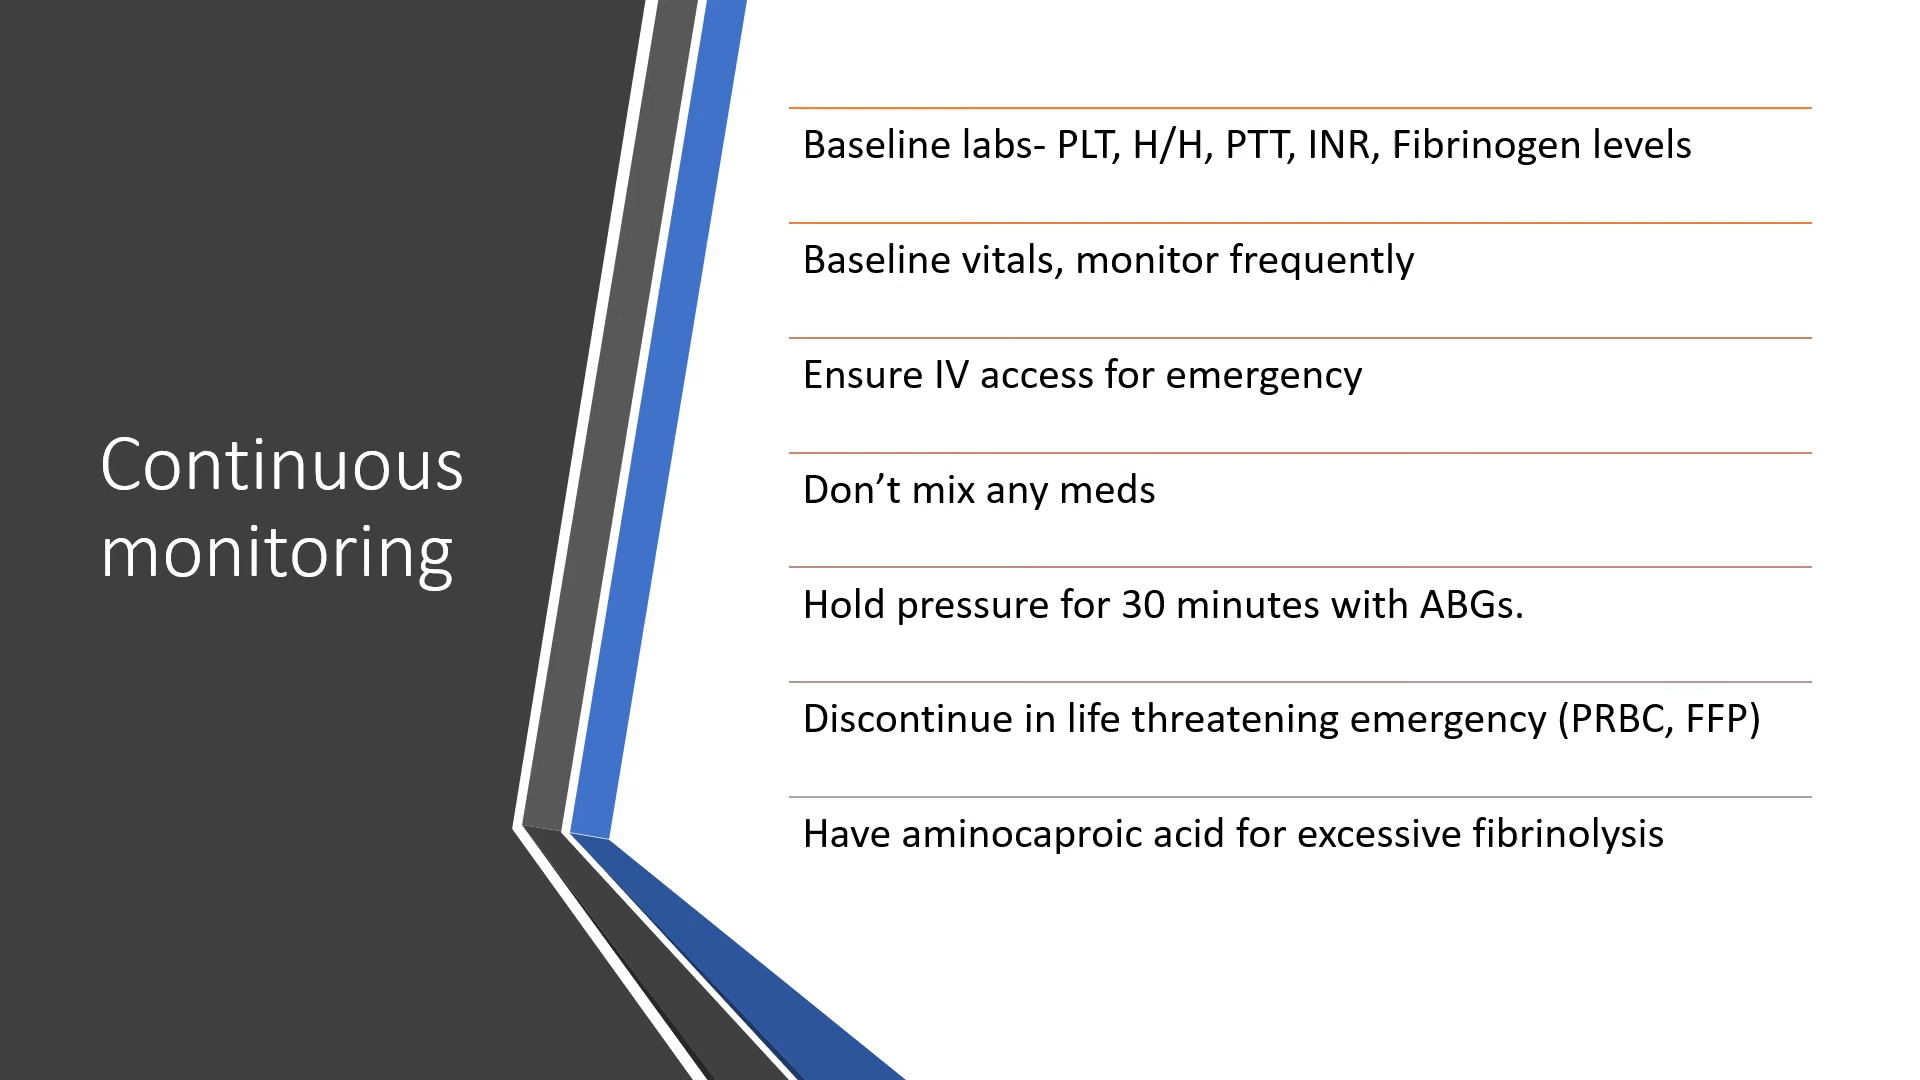 Continuous
monitoring
Baseline labs- PLT, H/H, PTT, INR, Fibrinogen levels
Baseline vitals, monitor frequently
Ensure IV access for emergency
Don’t mix any meds
Hold pressure for 30 minutes with ABGs.
Discontinue in life threatening emergency (PRBC, FFP)
Have aminocaproic acid for excessive fibrinolysis